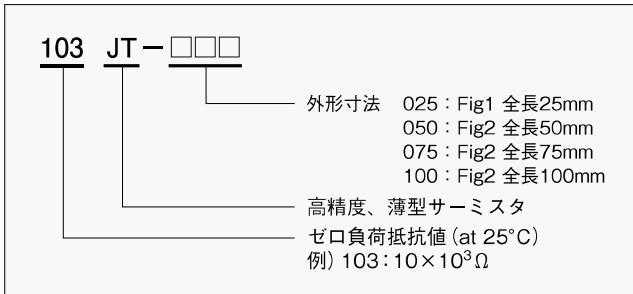 103 JT－□□□
外形寸法 025：Fig1 全長25mm
050：Fig2 全長50mm
075：Fig2 全長75mm
100：Fig2 全長100mm
高精度、薄型サーミスタ
ゼロ負荷抵抗値(at 25°C)
例) 103：10×10³Ω